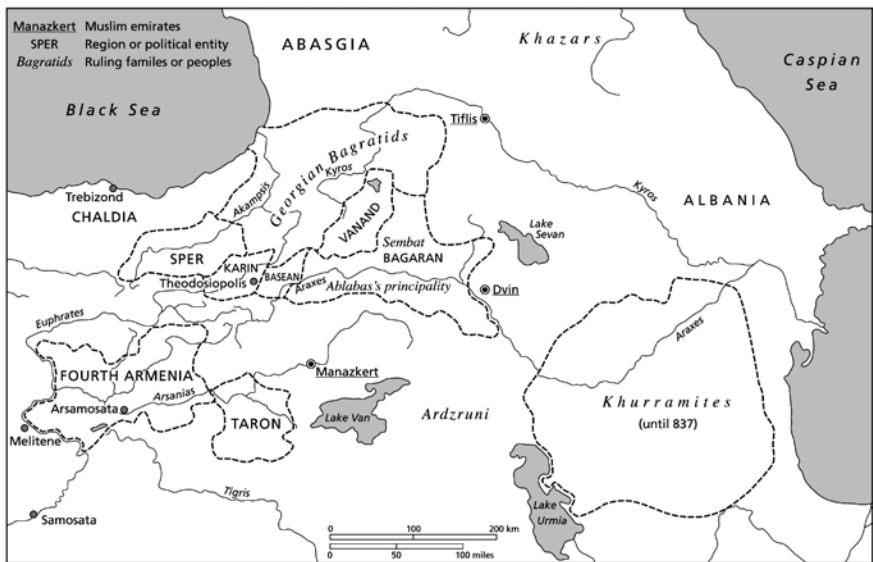 Manazkert Muslim emirates
SPER Region or political entity
Bagratids Ruling familes or peoples
ABASGIA
Khazars
Caspian
Sea
Black Sea
Tiflis
Georgian Bagratids
Kyros
Kyros
Trebizond
CHALDIA
Akampsis
ALBANIA
VANAND
Lake
Sevan
SPER
Sembat
BAGARAN
KARIN
BASEAN
Theodosiopolis
Araxes
Ablabas's principality
Dvin
Euphrates
Araxes
Manazkert
FOURTH ARMENIA
Arsanias
Arsamosata
Khurramites
(until 837)
Lake Van
Ardzruni
TARON
Melitene
Tigris
Lake
Urmia
Samosata
0 100 200 km
0 50 100 miles